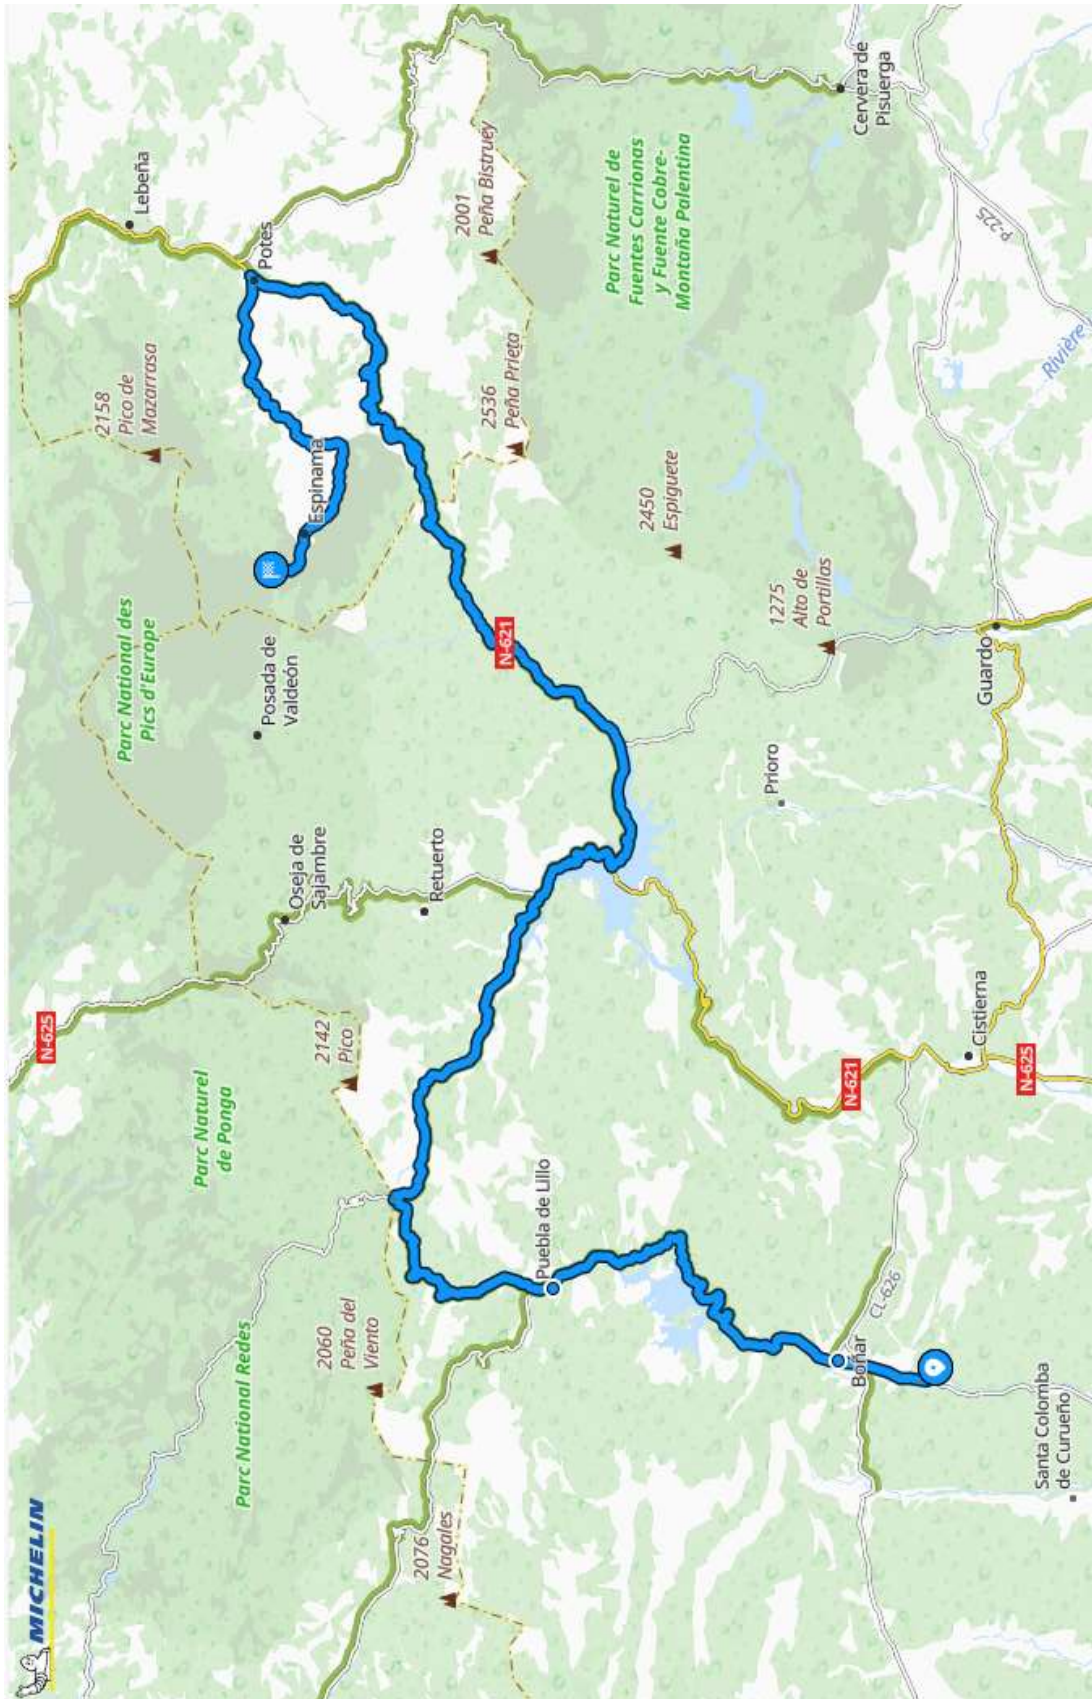 MICHELIN
N-625
Parc National des
Pics d'Europe
2158
Pico de
Mazarrasa
Lebeña
Parc Naturel
de Ponga
Parc National Redes
Oseja de
Sajambre
Posada de
Valdeón
Espinama
Potes
2142
Pico
2060
Peña del
Viento
2076
Nagales
Retuerto
N-621
2536
Peña Prieta
2001
Peña Bistruey
Puebla de Lillo
2450
Espiguete
Parc Naturel de
Fuentes Carrionas
y Fuente Cobre-
Montaña Palentina
1275
Alto de
Portillas
Prioro
Cervera de
Pisuerga
Boñar
CL-626
N-621
Cistierna
N-625
Guardo
P-225
Rivière
Santa Colomba
de Curueño